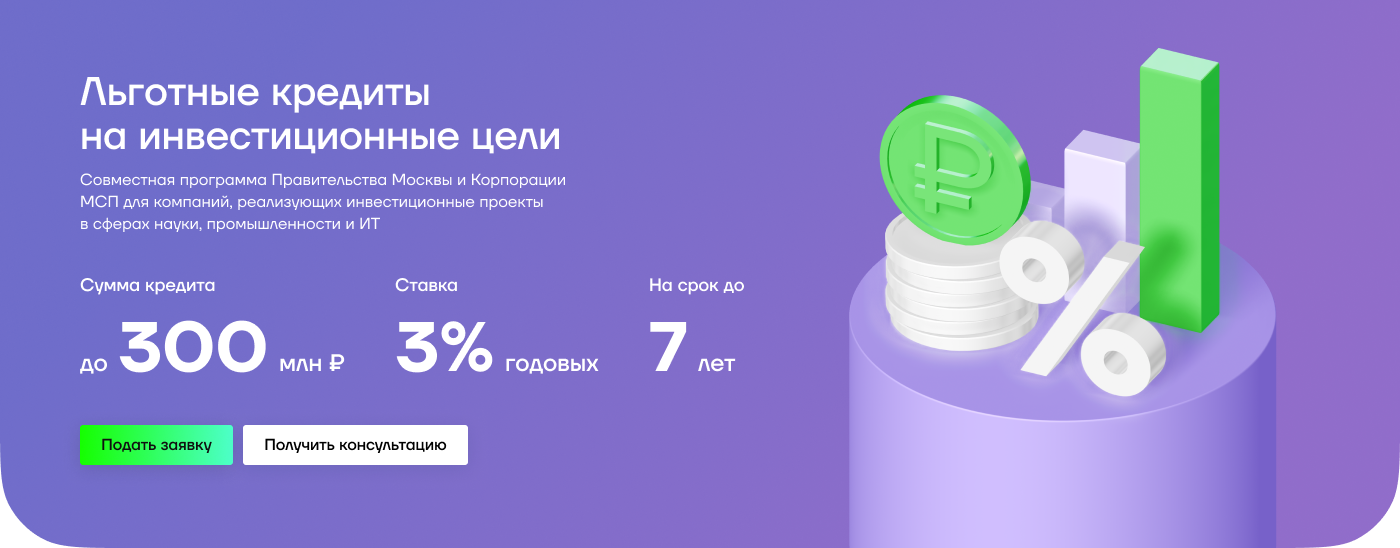 Льготные кредиты
на инвестиционные цели
Совместная программа Правительства Москвы и Корпорации
МСП для компаний, реализующих инвестиционные проекты
в сферах науки, промышленности и ИТ
Сумма кредита
до 300 млн ₽
Ставка
3% годовых
На срок до
7 лет
Подать заявку
Получить консультацию
₽
%